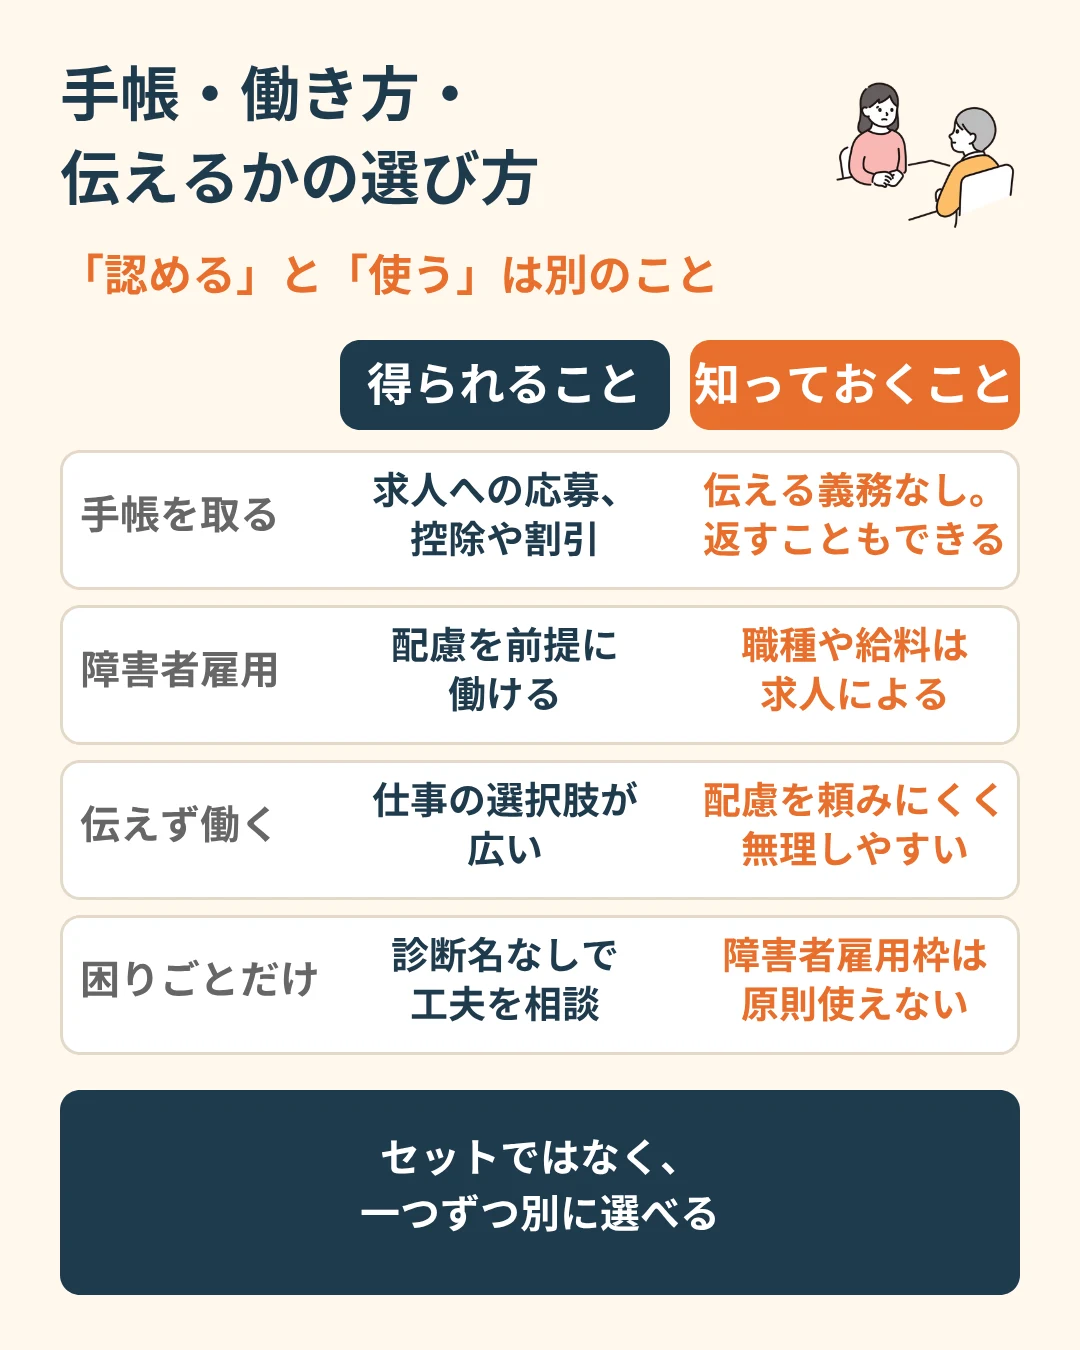 手帳・働き方・
伝えるかの選び方
「認める」と「使う」は別のこと
得られること
知っておくこと
手帳を取る
求人への応募、
控除や割引
伝える義務なし。
返すこともできる
障害者雇用
配慮を前提に
働ける
職種や給料は
求人による
伝えず働く
仕事の選択肢が
広い
配慮を頼みにくく
無理しやすい
困りごとだけ
診断名なしで
工夫を相談
障害者雇用枠は
原則使えない
セットではなく、
一つずつ別に選べる